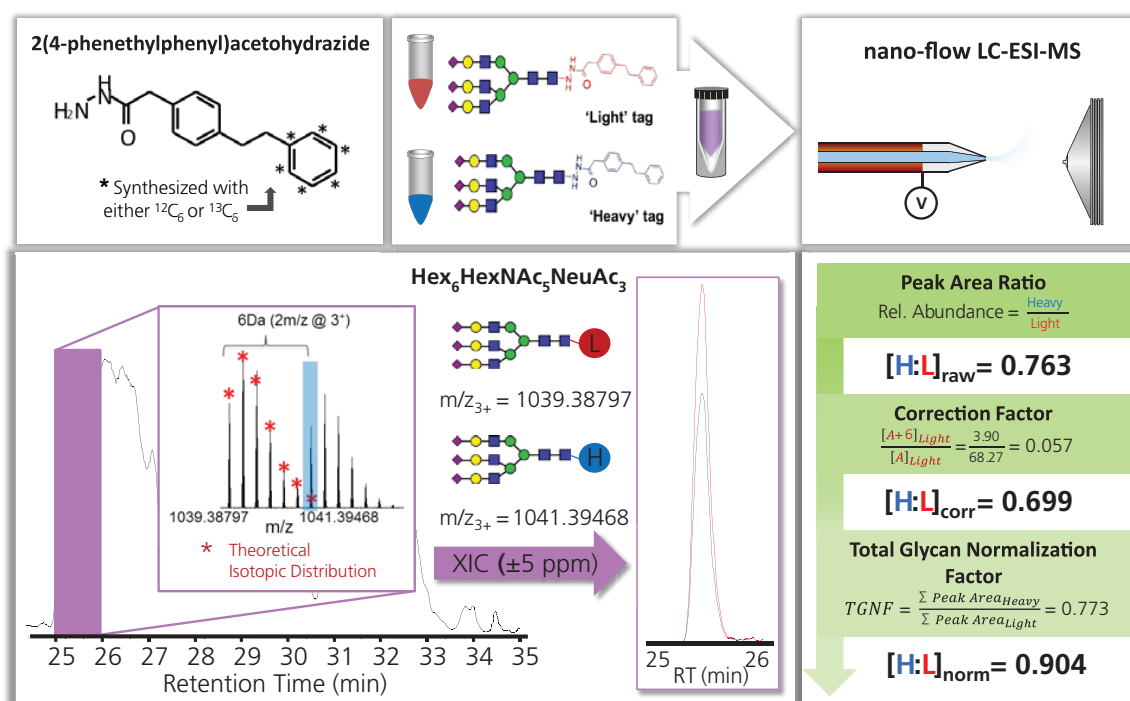 2(4-phenethylphenyl)acetohydrazide
H₂N
H
N
O
* * * * * *
* Synthesized with
either ¹²C₆ or ¹³C₆
H
N
N
H
O
'Light' tag
H
N
N
H
O
'Heavy' tag
nano-flow LC-ESI-MS
V
Hex₆HexNAc₅NeuAc₃
6Da (2m/z @ 3⁺)
* * * * * * *
1039.38797
1041.39468
m/z
* Theoretical
Isotopic Distribution
L
m/z₃₊ = 1039.38797
H
m/z₃₊ = 1041.39468
XIC (±5 ppm)
25 26
RT (min)
25 26 27 28 29 30 31 32 33 34 35
Retention Time (min)
Peak Area Ratio
Rel. Abundance = Heavy/Light
[H:L]raw = 0.763
Correction Factor
[A+6]Light/[A]Light = 3.90/68.27 = 0.057
[H:L]corr = 0.699
Total Glycan Normalization
Factor
TGNF = ∑ Peak AreaHeavy/∑ Peak AreaLight = 0.773
[H:L]norm = 0.904